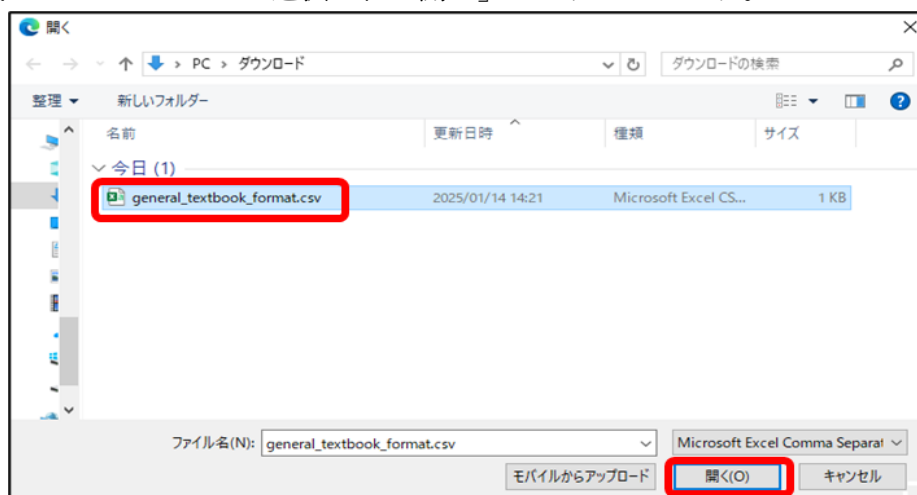 開く
PC › ダウンロード
ダウンロードの検索
整理
新しいフォルダー
名前
更新日時
種類
サイズ
今日 (1)
general_textbook_format.csv
2025/01/14 14:21
Microsoft Excel CS...
1 KB
ファイル名(N):
general_textbook_format.csv
Microsoft Excel Comma Separat
モバイルからアップロード
開く(O)
キャンセル